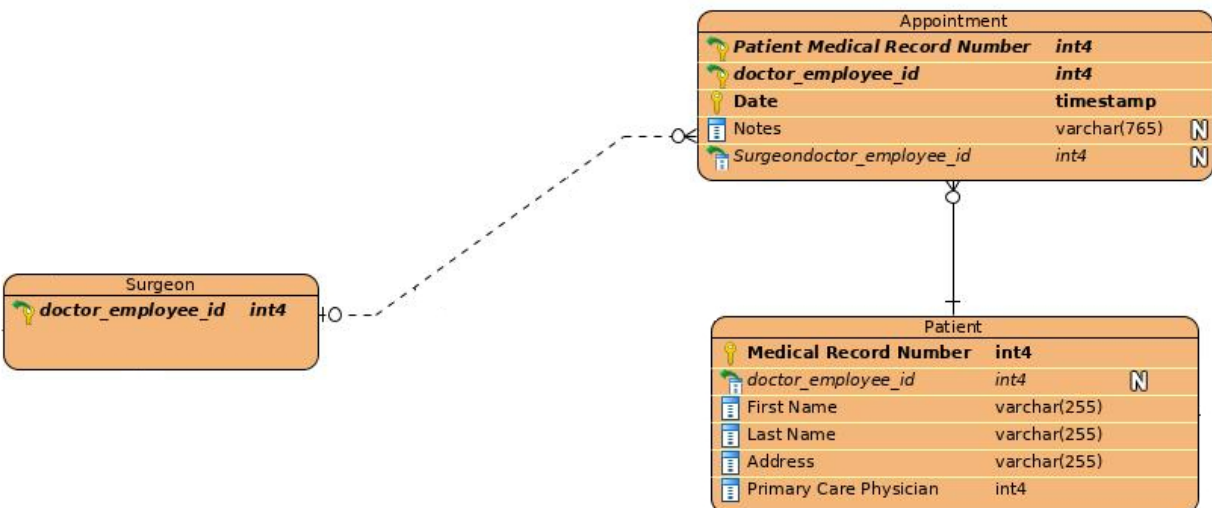 Appointment
Patient Medical Record Number int4
doctor_employee_id int4
Date timestamp
Notes varchar(765) N
Surgeondoctor_employee_id int4 N
Surgeon
doctor_employee_id int4
Patient
Medical Record Number int4
doctor_employee_id int4 N
First Name varchar(255)
Last Name varchar(255)
Address varchar(255)
Primary Care Physician int4